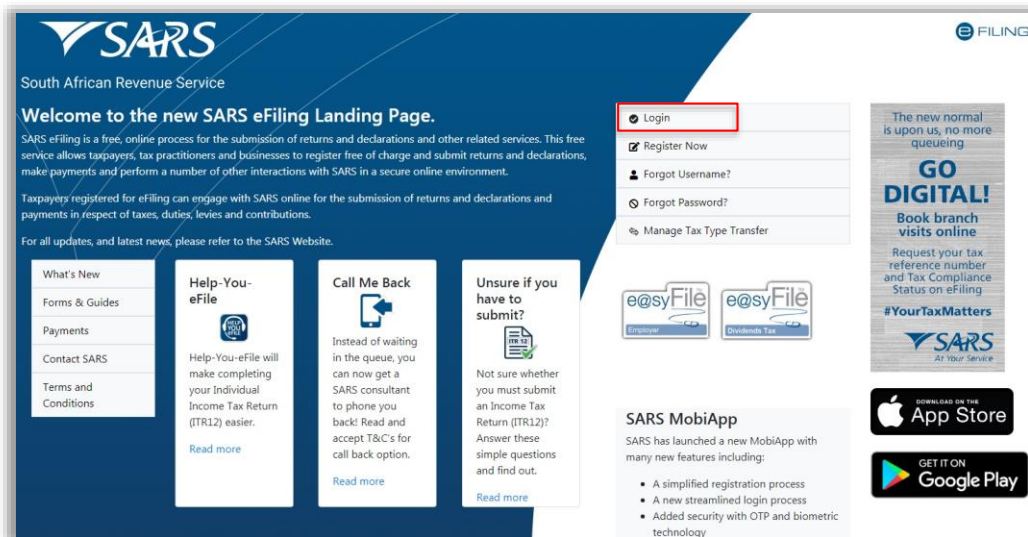 SARS
South African Revenue Service
e FILING
Welcome to the new SARS eFiling Landing Page.
SARS eFiling is a free, online process for the submission of returns and declarations and other related services. This free
service allows taxpayers, tax practitioners and businesses to register free of charge and submit returns and declarations,
make payments and perform a number of other interactions with SARS in a secure online environment.
Taxpayers registered for eFiling can engage with SARS online for the submission of returns and declarations and
payments in respect of taxes, duties, levies and contributions.
For all updates, and latest news, please refer to the SARS Website.
What's New
Forms & Guides
Payments
Contact SARS
Terms and
Conditions
Help-You-
eFile
HELP
YOU
eFILE
Help-You-eFile will
make completing
your Individual
Income Tax Return
(ITR12) easier.
Read more
Call Me Back
Instead of waiting
in the queue, you
can now get a
SARS consultant
to phone you
back! Read and
accept T&C's for
call back option.
Read more
Unsure if you
have to
submit?
ITR 12
Not sure whether
you must submit
an Income Tax
Return (ITR12)?
Answer these
simple questions
and find out.
Read more
Login
Register Now
Forgot Username?
Forgot Password?
Manage Tax Type Transfer
e@syFile
Employer
e@syFile
Dividends Tax
SARS MobiApp
SARS has launched a new MobiApp with
many new features including:
• A simplified registration process
• A new streamlined login process
• Added security with OTP and biometric
technology
The new normal
is upon us, no more
queueing
GO
DIGITAL!
Book branch
visits online
Request your tax
reference number
and Tax Compliance
Status on eFiling
#YourTaxMatters
SARS
At Your Service
DOWNLOAD ON THE
App Store
GET IT ON
Google Play